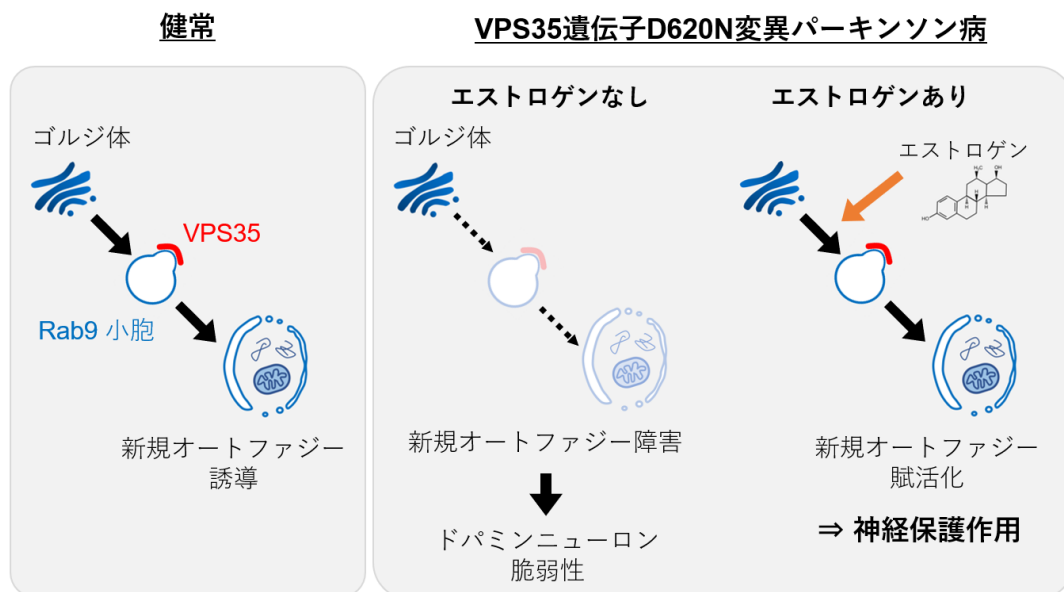 健常
VPS35遺伝子D620N変異パーキンソン病
ゴルジ体
VPS35
Rab9 小胞
新規オートファジー
誘導
エストロゲンなし
ゴルジ体
新規オートファジー障害
ドパミンニューロン
脆弱性
エストロゲンあり
エストロゲン
H₃C
OH
H
H
H
HO
新規オートファジー
賦活化
⇒ 神経保護作用